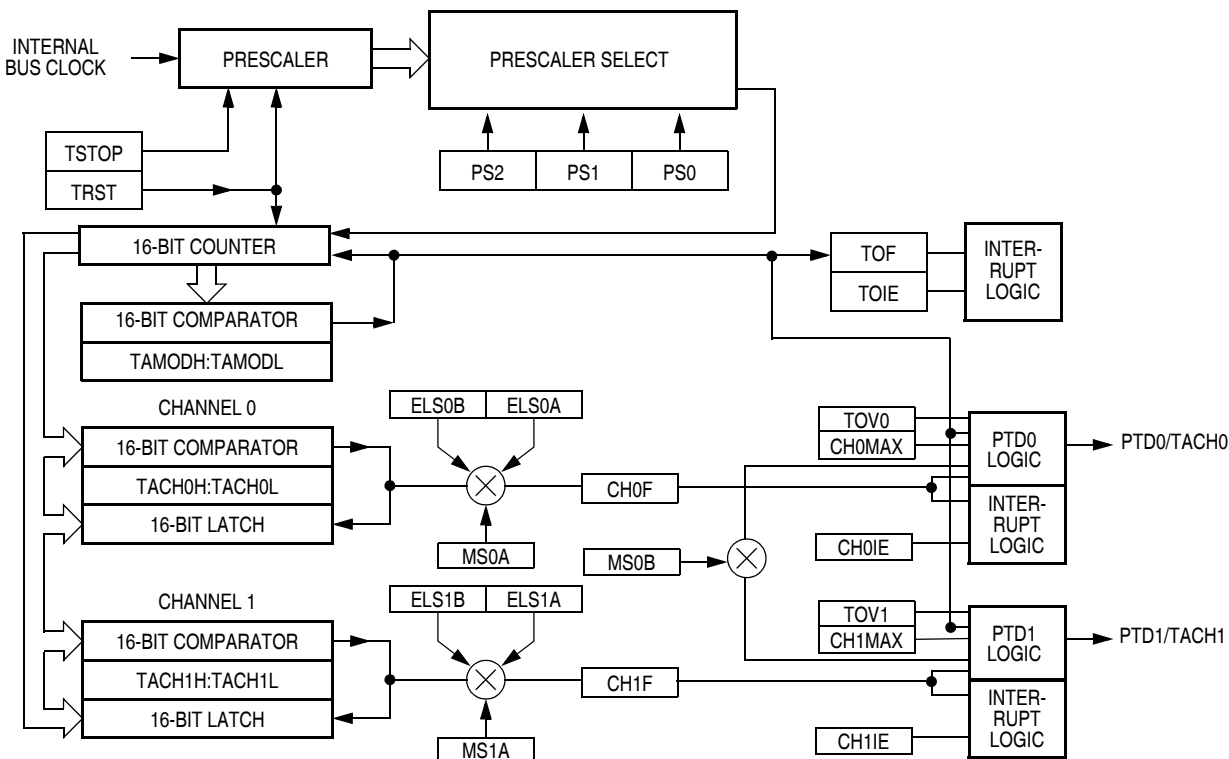 INTERNAL
BUS CLOCK
PRESCALER
PRESCALER SELECT
TSTOP
TRST
PS2 PS1 PS0
16-BIT COUNTER
TOF
TOIE
INTER-
RUPT
LOGIC
16-BIT COMPARATOR
TAMODH:TAMODL
CHANNEL 0
16-BIT COMPARATOR
TACH0H:TACH0L
16-BIT LATCH
ELS0B ELS0A
MS0A
CH0F
TOV0
CH0MAX
PTD0
LOGIC
PTD0/TACH0
INTER-
RUPT
LOGIC
CH0IE
MS0B
CHANNEL 1
16-BIT COMPARATOR
TACH1H:TACH1L
16-BIT LATCH
ELS1B ELS1A
MS1A
CH1F
TOV1
CH1MAX
PTD1
LOGIC
PTD1/TACH1
INTER-
RUPT
LOGIC
CH1IE